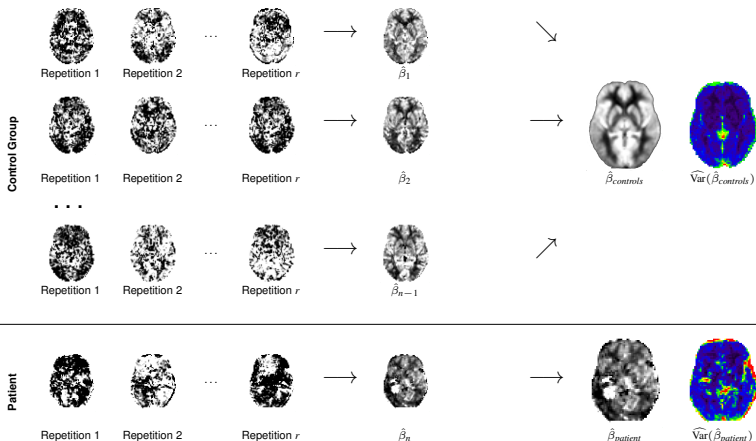 Control Group
Repetition 1 Repetition 2 ... Repetition r ⟶ β̂₁ ↘
Repetition 1 Repetition 2 ... Repetition r ⟶ β̂₂ ⟶ β̂controls V̂ar(β̂controls)
...
Repetition 1 Repetition 2 ... Repetition r ⟶ β̂ₙ₋₁ ↗
Patient
Repetition 1 Repetition 2 ... Repetition r ⟶ β̂ₙ ⟶ β̂patient V̂ar(β̂patient)